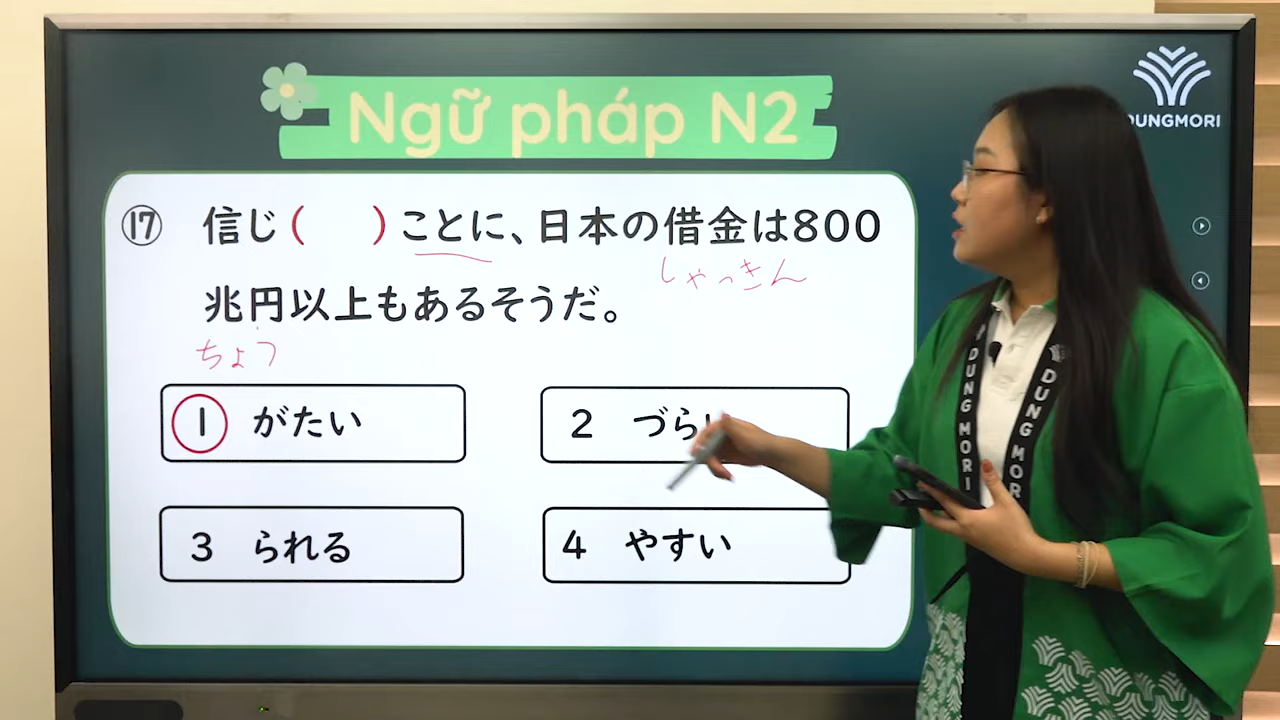 Ngữ pháp N2
DUNGMORI
⑰ 信じ( )ことに、日本の借金は800
しゃっきん
兆円以上もあるそうだ。
ちょう
1 がたい
2 づらい
3 られる
4 やすい
DUNG MORI
DUNG MOR